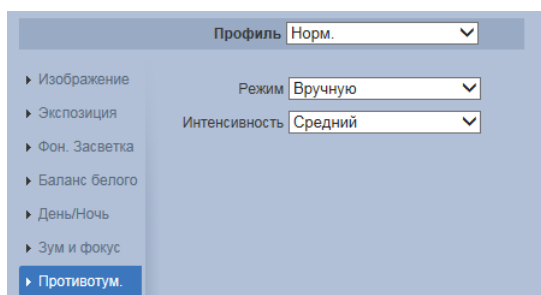 Профиль Норм.
Изображение
Режим Вручную
Экспозиция
Интенсивность Средний
Фон. Засветка
Баланс белого
День/Ночь
Зум и фокус
Противотум.